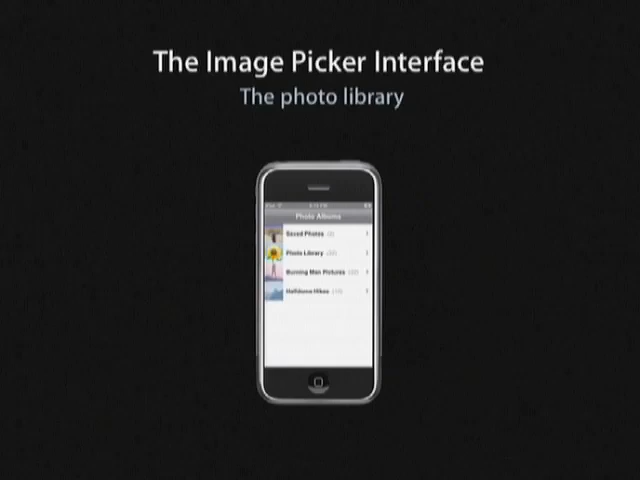 The Image Picker Interface
The photo library
Photo Albums
Saved Photos
Photo Library
Burning Man Pictures
Halfdome Hikes